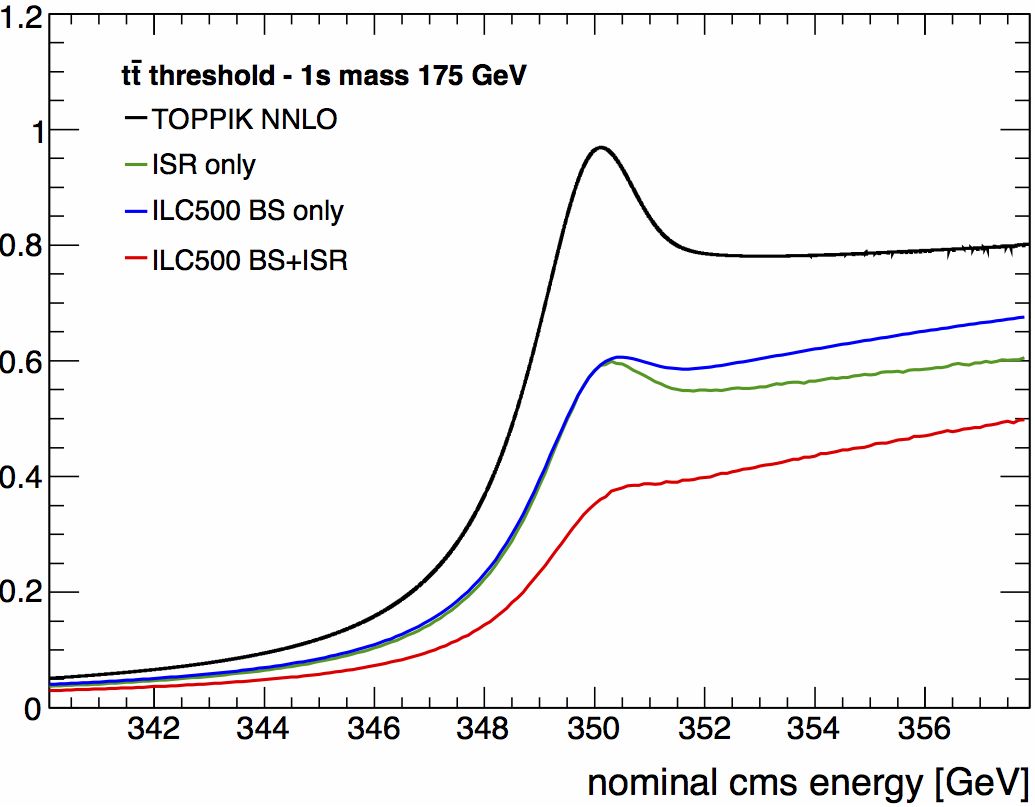 1.2
1
0.8
0.6
0.4
0.2
0
tt̄ threshold - 1s mass 175 GeV
TOPPIK NNLO
ISR only
ILC500 BS only
ILC500 BS+ISR
342 344 346 348 350 352 354 356
nominal cms energy [GeV]